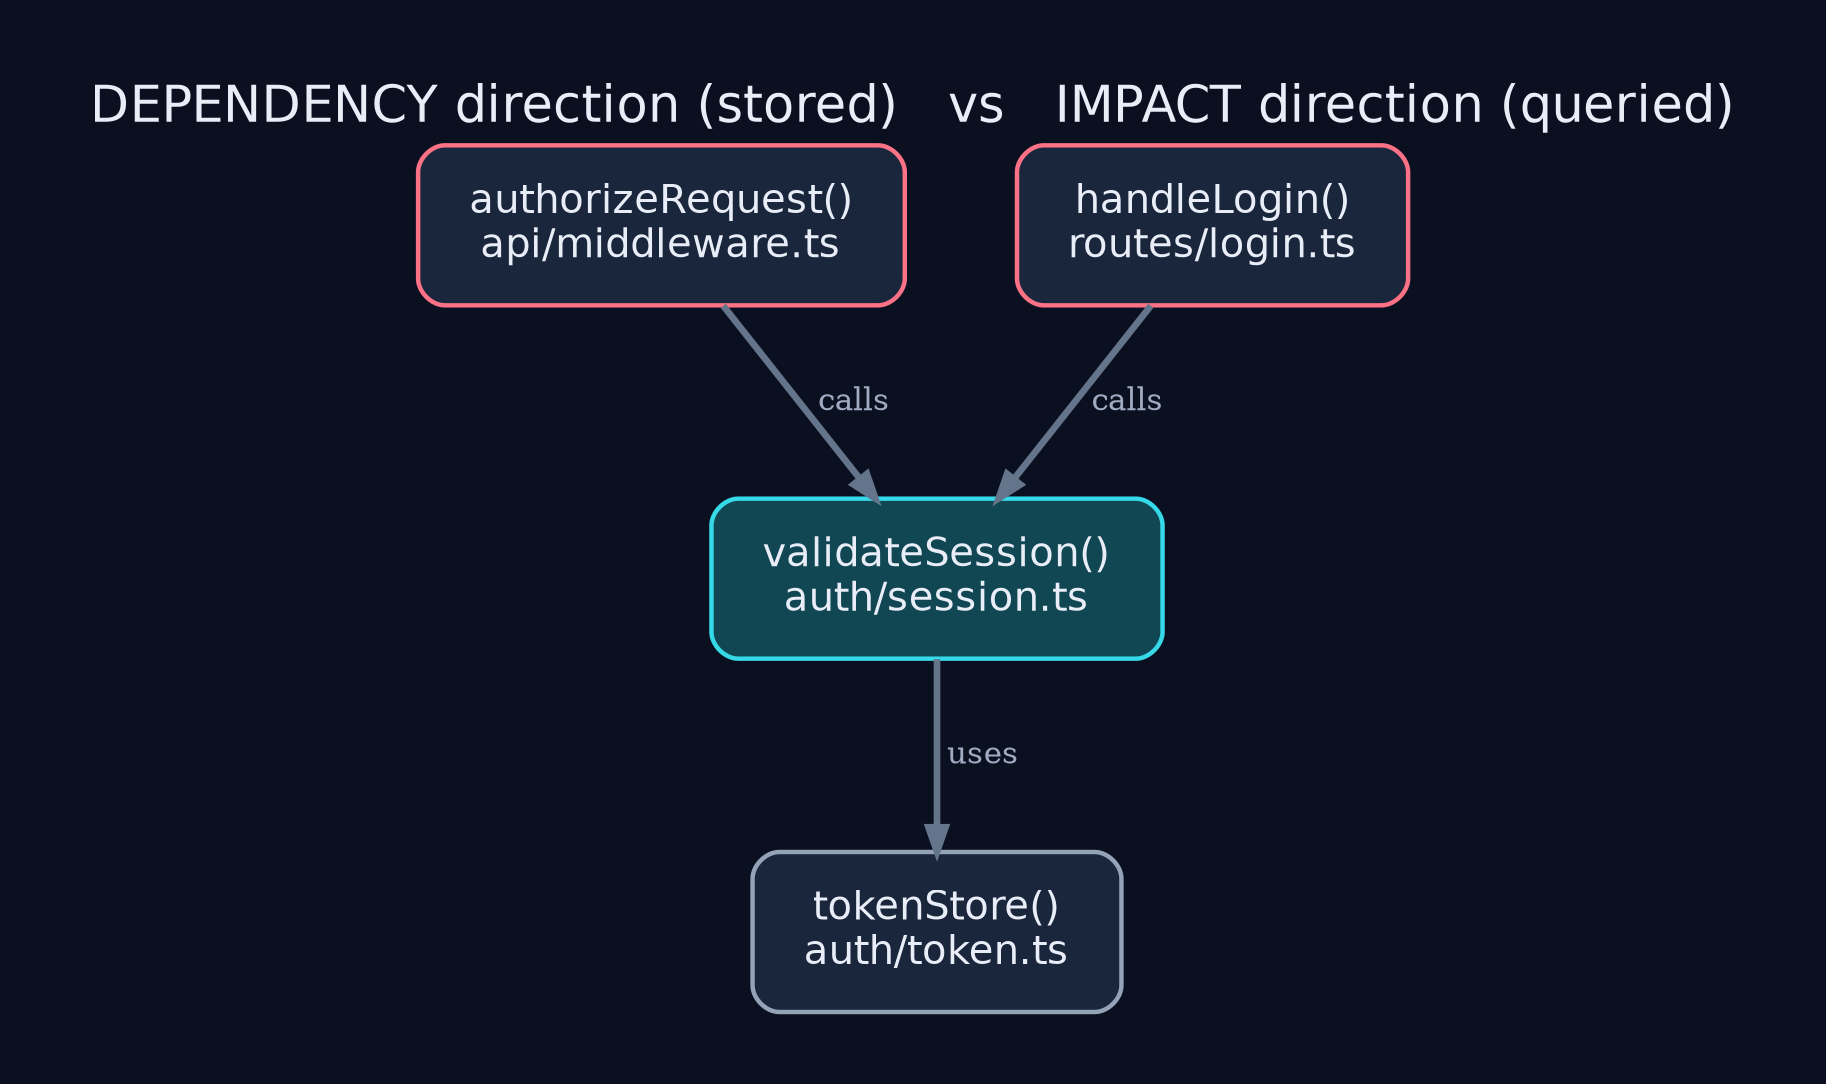 DEPENDENCY direction (stored)   vs   IMPACT direction (queried)
authorizeRequest()
api/middleware.ts
handleLogin()
routes/login.ts
calls
calls
validateSession()
auth/session.ts
uses
tokenStore()
auth/token.ts